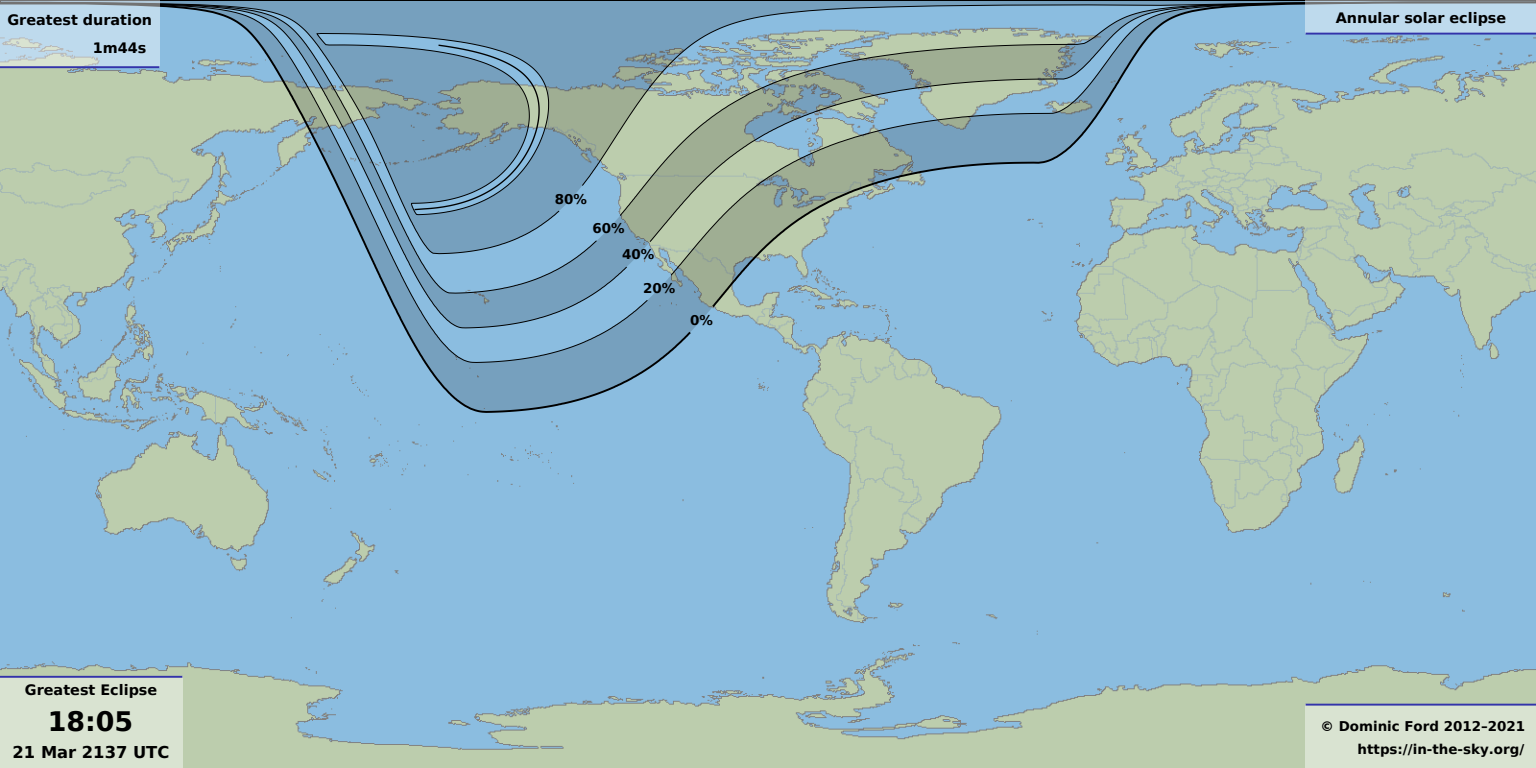 Greatest duration
1m44s
Annular solar eclipse
80%
60%
40%
20%
0%
Greatest Eclipse
18:05
21 Mar 2137 UTC
© Dominic Ford 2012–2021
https://in-the-sky.org/